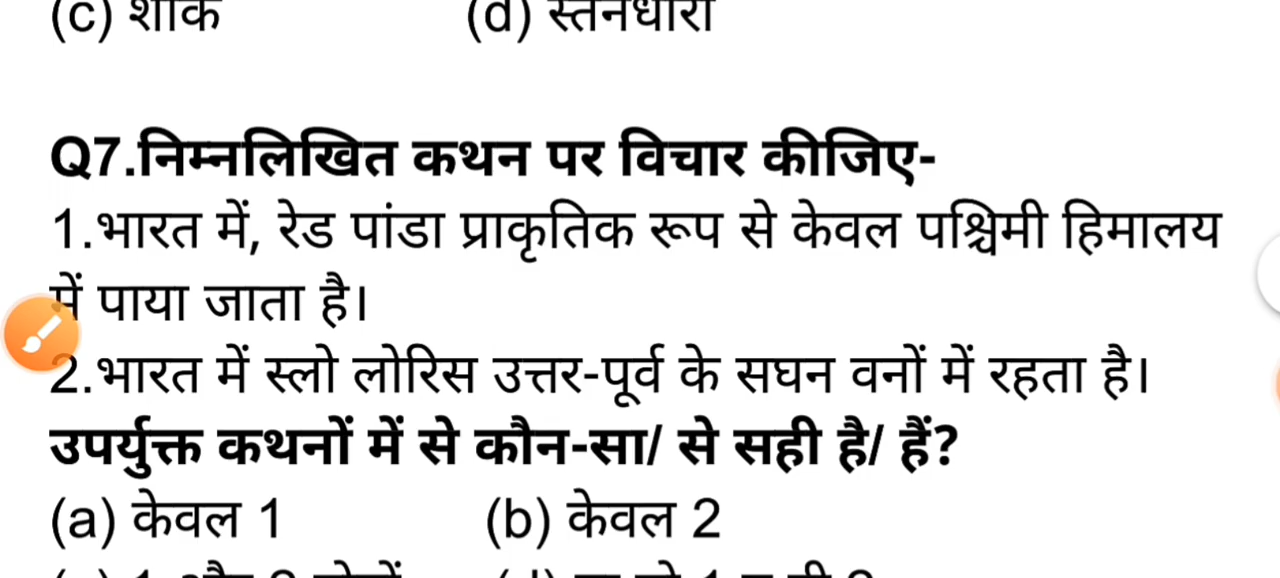 (c) शार्क (d) स्तनधारी
Q7.निम्नलिखित कथन पर विचार कीजिए-
1.भारत में, रेड पांडा प्राकृतिक रूप से केवल पश्चिमी हिमालय
में पाया जाता है।
2.भारत में स्लो लोरिस उत्तर-पूर्व के सघन वनों में रहता है।
उपर्युक्त कथनों में से कौन-सा/ से सही है/ हैं?
(a) केवल 1 (b) केवल 2